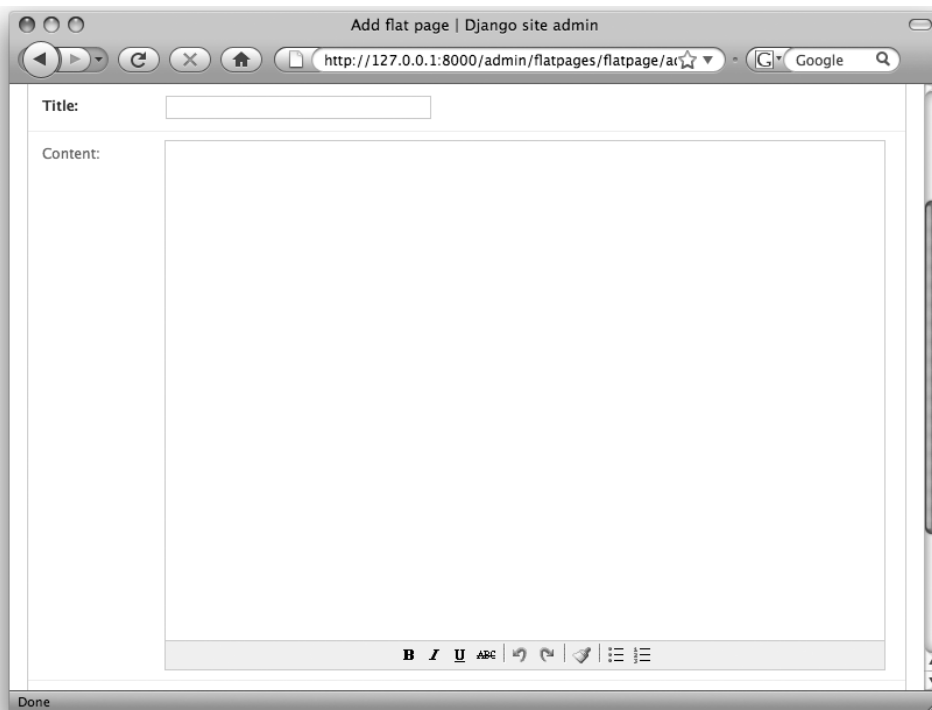 Add flat page | Django site admin
http://127.0.0.1:8000/admin/flatpages/flatpage/ac
G Google
Title:
Content:
B I U ABC
Done